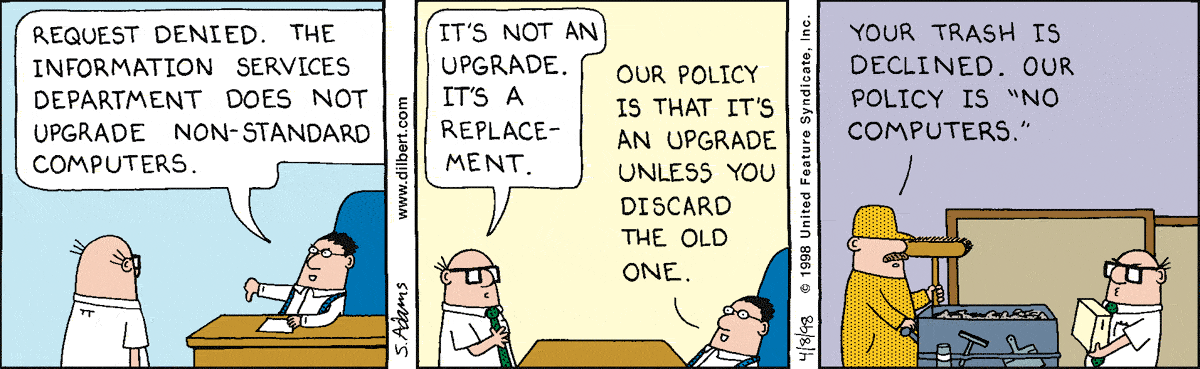 REQUEST DENIED. THE
INFORMATION SERVICES
DEPARTMENT DOES NOT
UPGRADE NON-STANDARD
COMPUTERS.
S. Adams
www.dilbert.com
IT'S NOT AN
UPGRADE.
IT'S A
REPLACE-
MENT.
OUR POLICY
IS THAT IT'S
AN UPGRADE
UNLESS YOU
DISCARD
THE OLD
ONE.
4/8/98 © 1998 United Feature Syndicate, Inc.
YOUR TRASH IS
DECLINED. OUR
POLICY IS "NO
COMPUTERS."